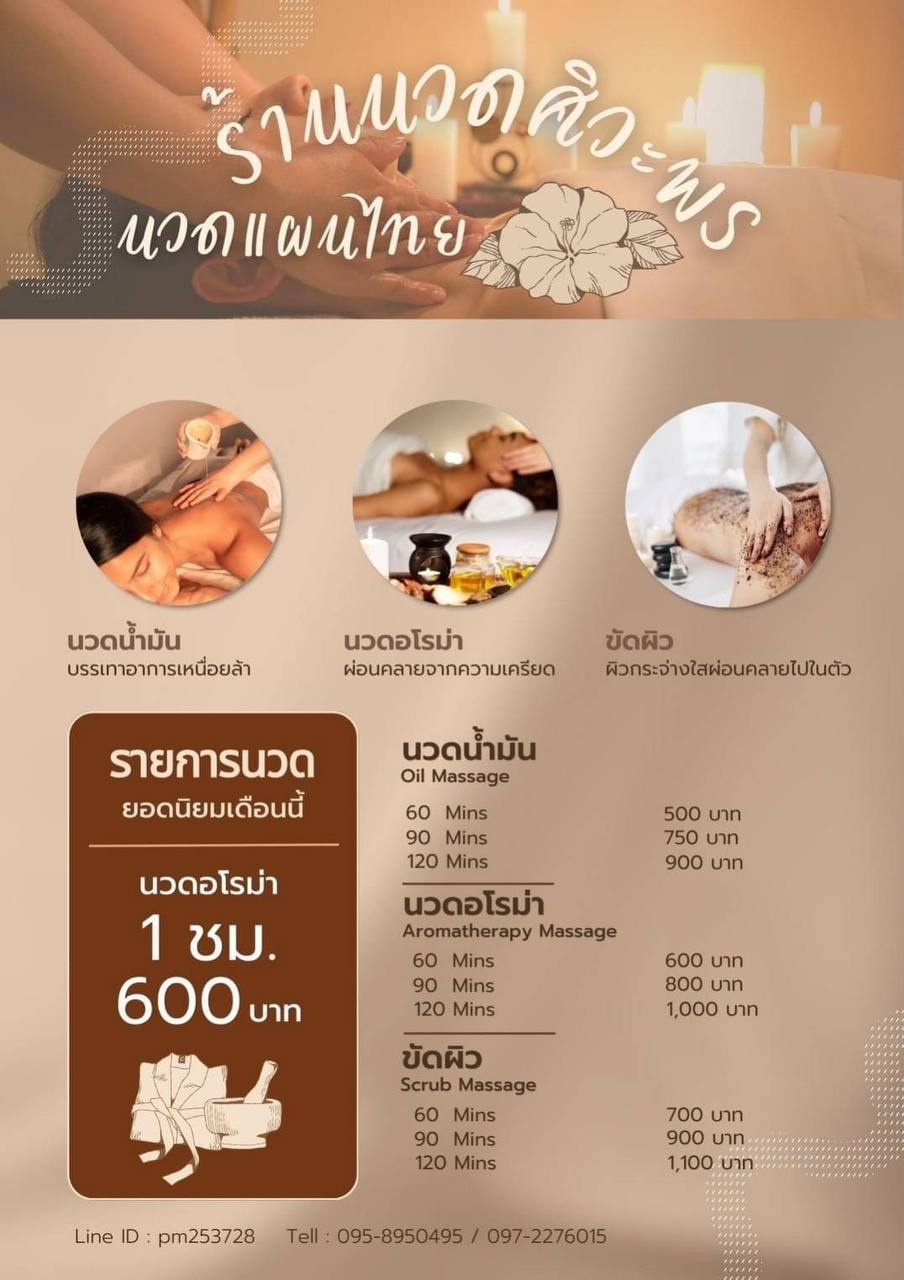 ร้านนวดศิวะพร
นวดแผนไทย
นวดน้ำมัน
บรรเทาอาการเหนื่อยล้า
นวดอโรม่า
ผ่อนคลายจากความเครียด
ขัดผิว
ผิวกระจ่างใสผ่อนคลายไปในตัว
รายการนวด
ยอดนิยมเดือนนี้
นวดอโรม่า
1 ชม.
600 บาท
นวดน้ำมัน
Oil Massage
60 Mins 500 บาท
90 Mins 750 บาท
120 Mins 900 บาท
นวดอโรม่า
Aromatherapy Massage
60 Mins 600 บาท
90 Mins 800 บาท
120 Mins 1,000 บาท
ขัดผิว
Scrub Massage
60 Mins 700 บาท
90 Mins 900 บาท
120 Mins 1,100 บาท
Line ID : pm253728 Tell : 095-8950495 / 097-2276015